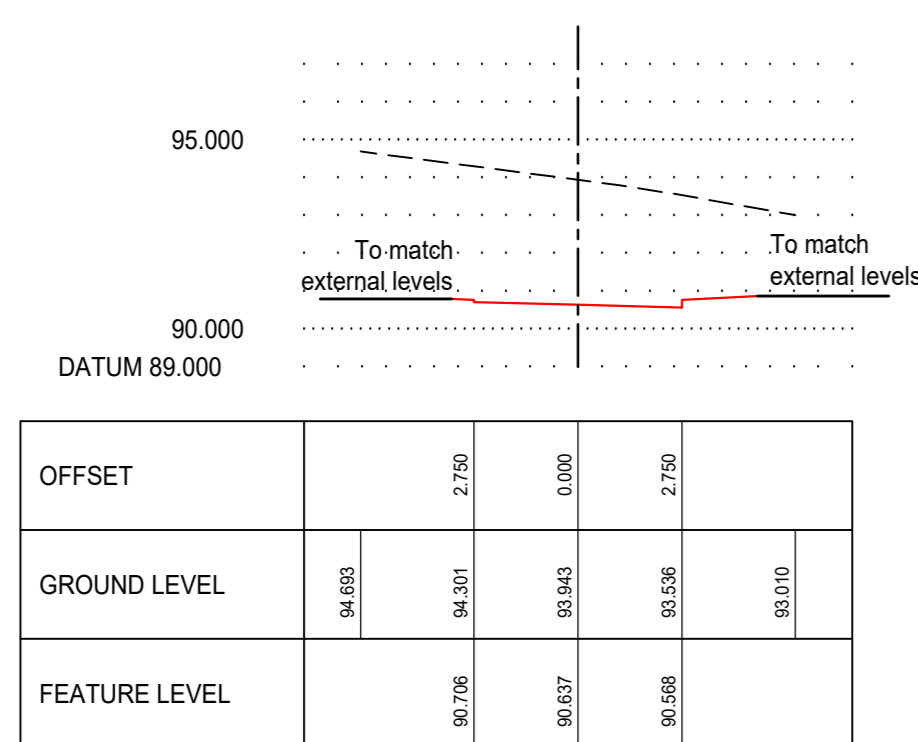 95.000
To match
external levels
To match
external levels
90.000
DATUM 89.000
OFFSET 2.750 0.000 2.750
GROUND LEVEL 94.693 94.301 93.943 93.536 93.010
FEATURE LEVEL 90.706 90.637 90.568